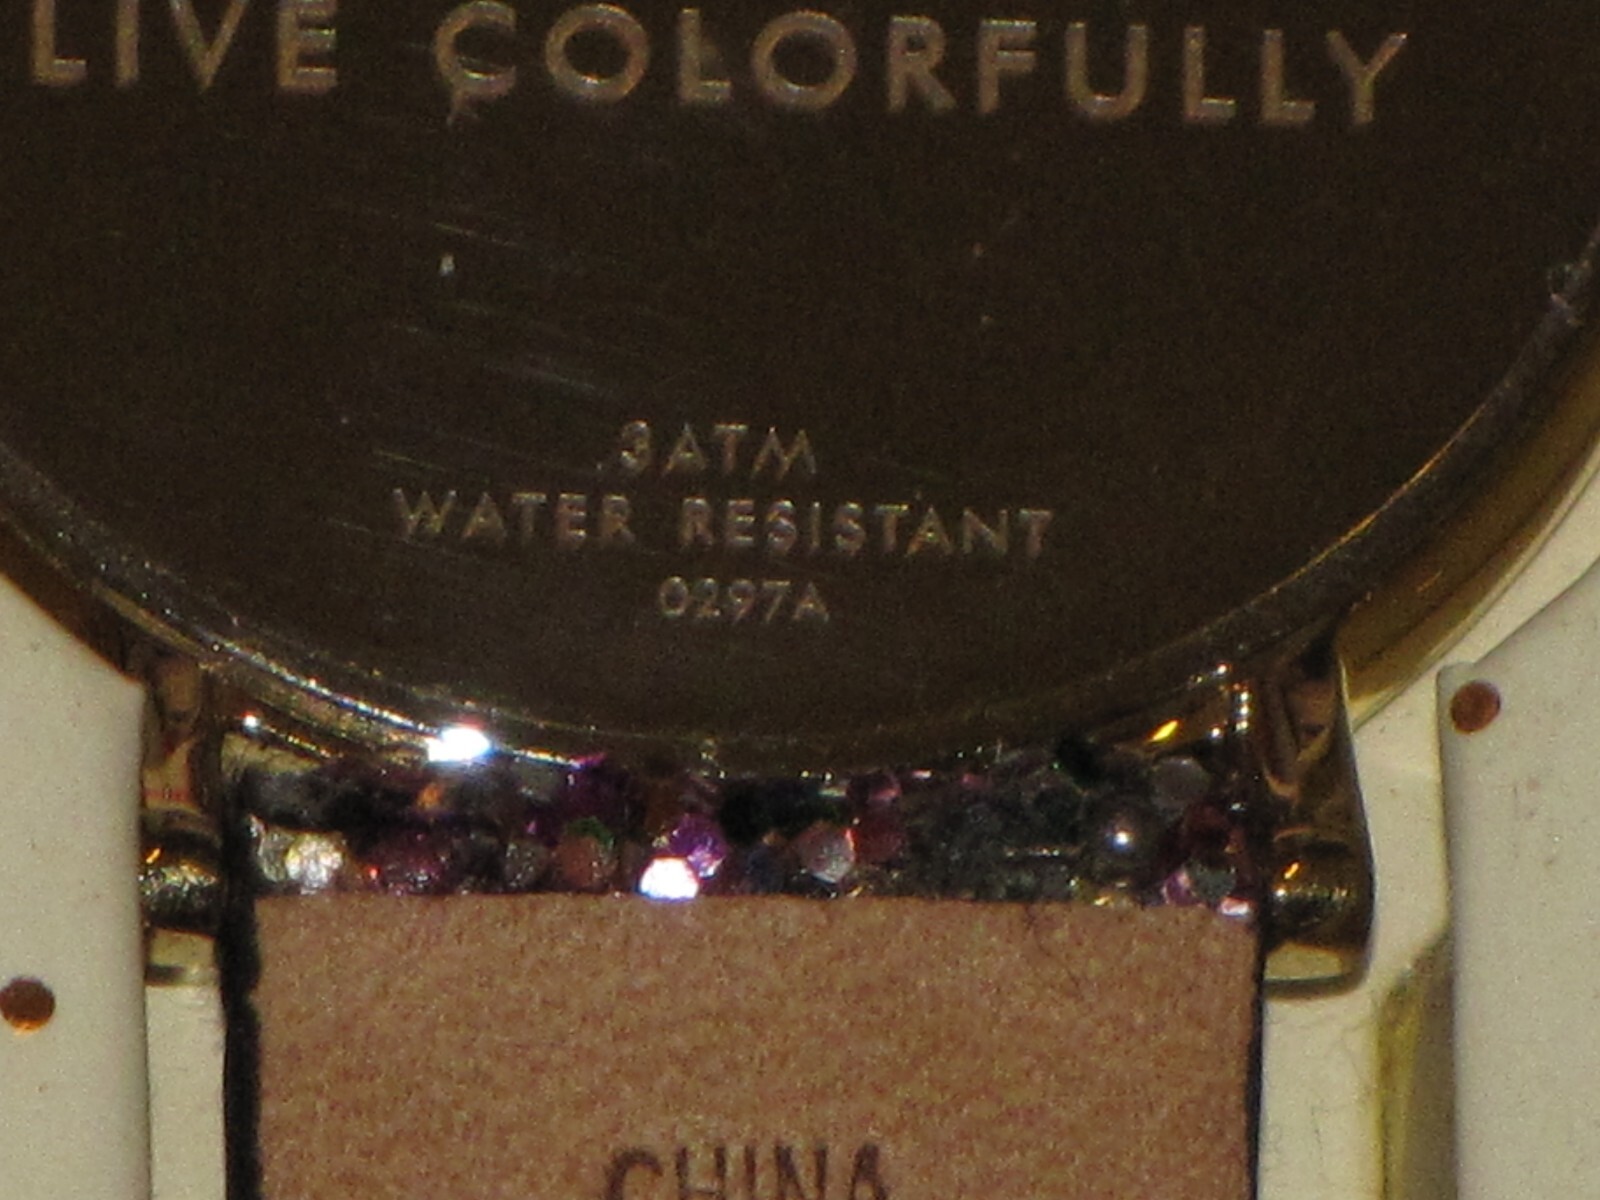 LIVE COLORFULLY
3ATM
WATER RESISTANT
0297A
CHINA